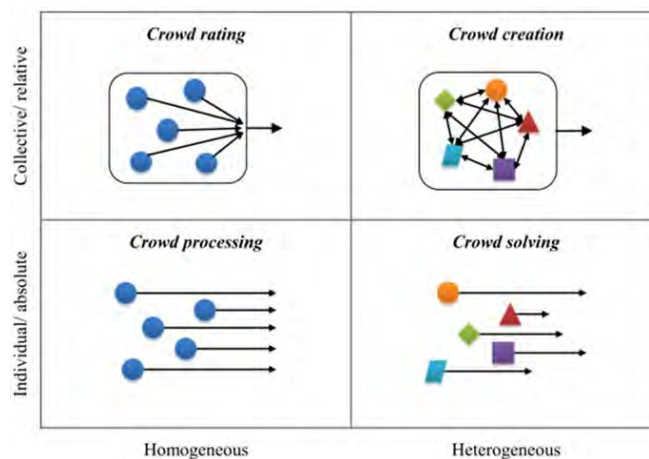 Crowd rating
Crowd creation
Collective/ relative
Crowd processing
Crowd solving
Individual/ absolute
Homogeneous
Heterogeneous